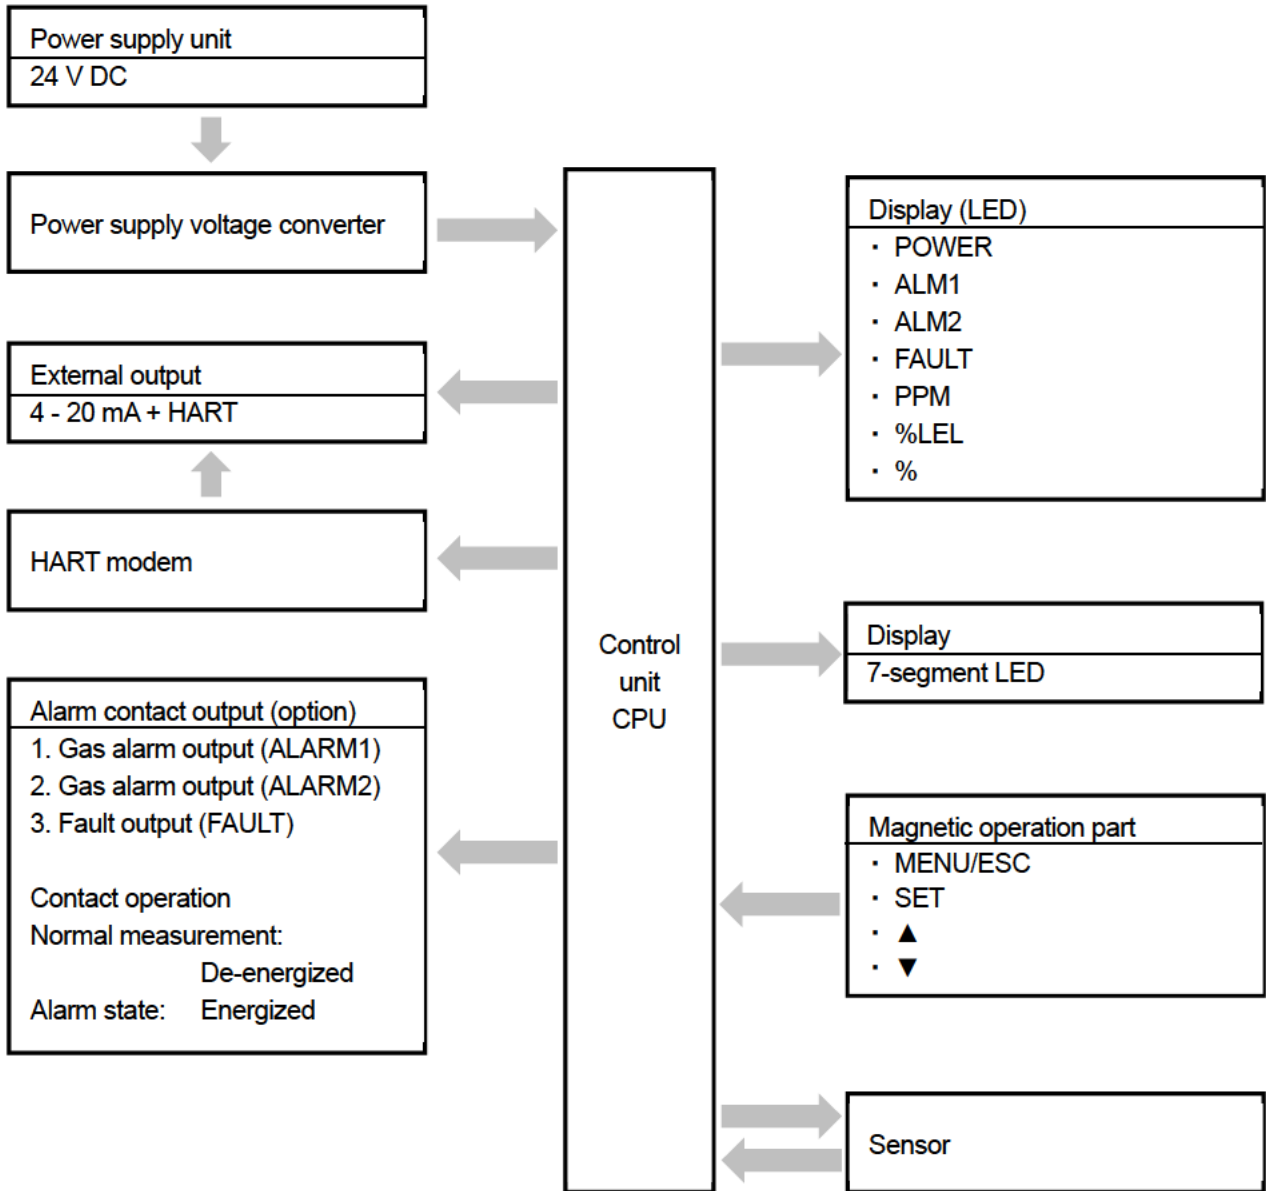 Power supply unit
24 V DC
Power supply voltage converter
External output
4 - 20 mA + HART
HART modem
Alarm contact output (option)
1. Gas alarm output (ALARM1)
2. Gas alarm output (ALARM2)
3. Fault output (FAULT)
Contact operation
Normal measurement:
De-energized
Alarm state: Energized
Control
unit
CPU
Display (LED)
・ POWER
・ ALM1
・ ALM2
・ FAULT
・ PPM
・ %LEL
・ %
Display
7-segment LED
Magnetic operation part
・ MENU/ESC
・ SET
・ ▲
・ ▼
Sensor